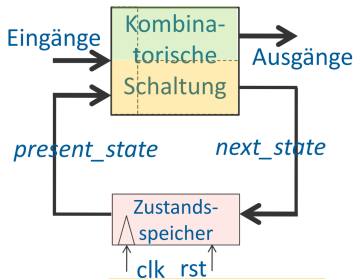 Kombina-
torische
Schaltung
Eingänge
Ausgänge
present_state
next_state
Zustands-
speicher
clk rst